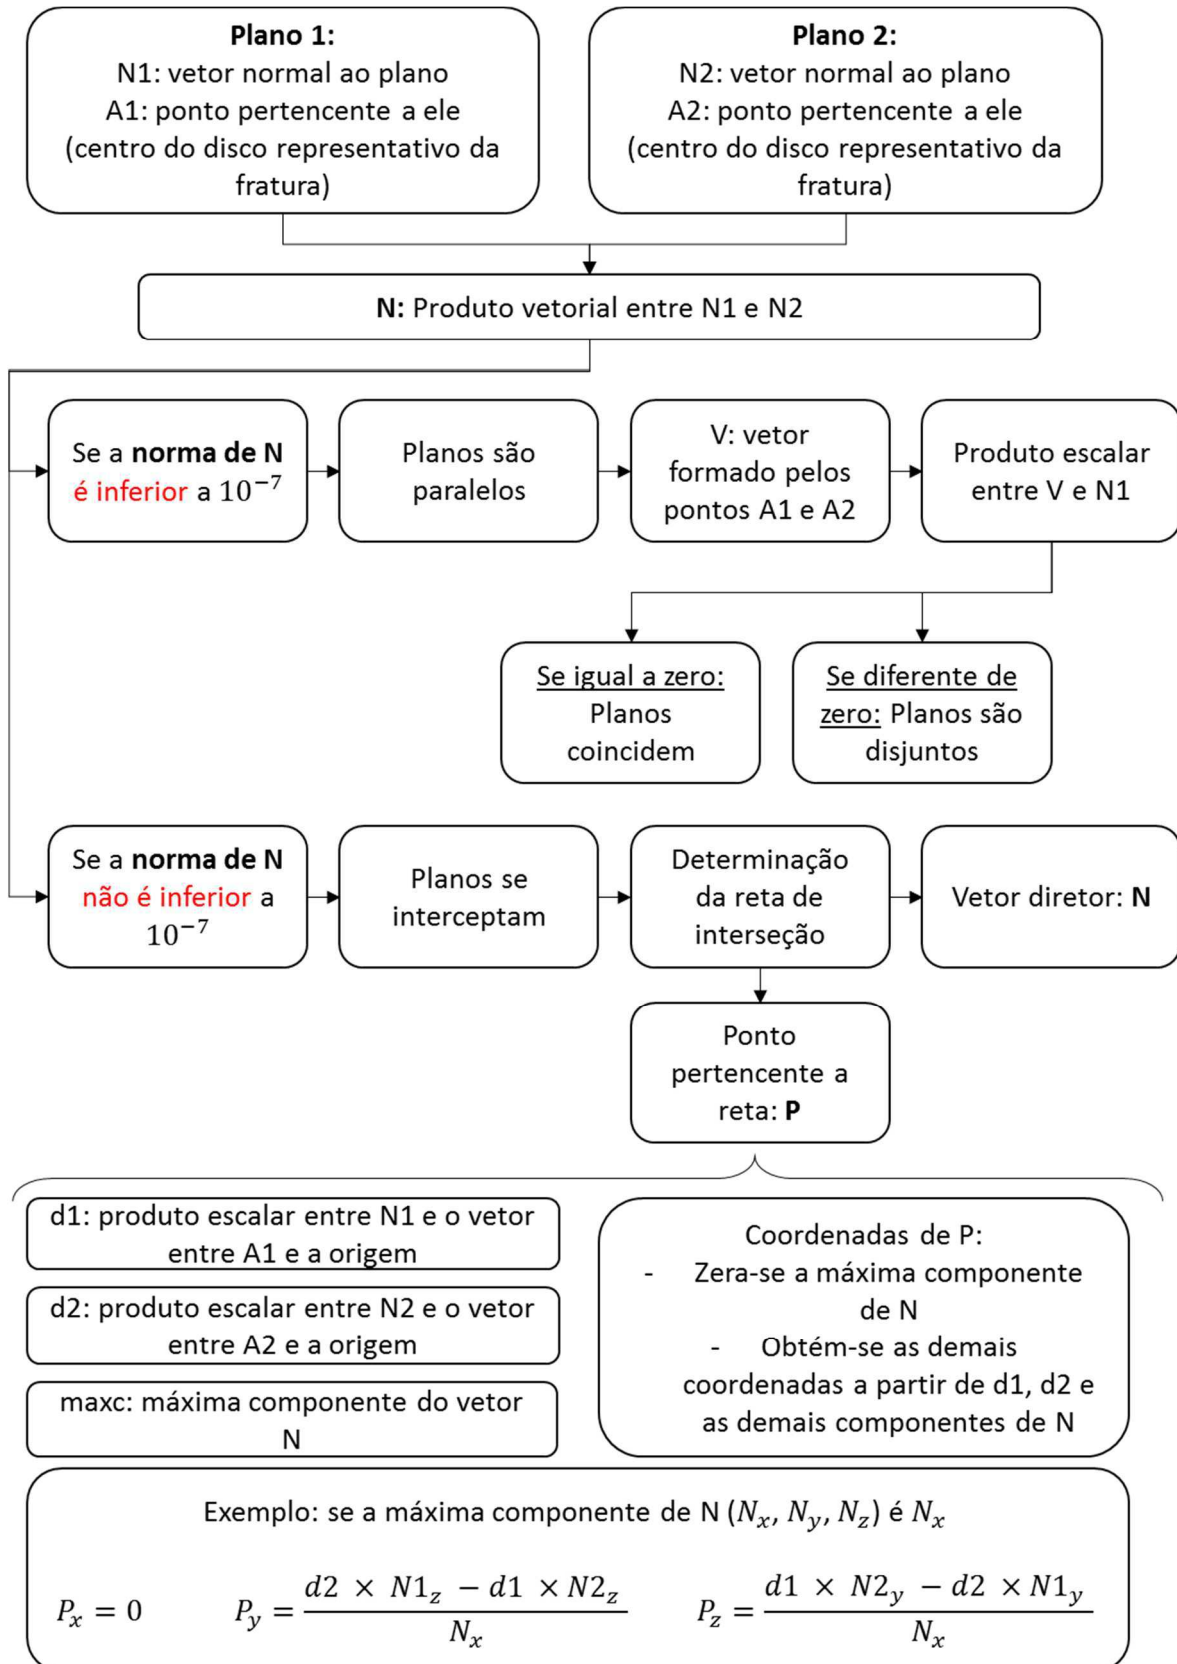 Plano 1:
N1: vetor normal ao plano
A1: ponto pertencente a ele
(centro do disco representativo da
fratura)
Plano 2:
N2: vetor normal ao plano
A2: ponto pertencente a ele
(centro do disco representativo da
fratura)
N: Produto vetorial entre N1 e N2
Se a norma de N
é inferior a 10⁻⁷
Planos são
paralelos
V: vetor
formado pelos
pontos A1 e A2
Produto escalar
entre V e N1
Se igual a zero:
Planos
coincidem
Se diferente de
zero: Planos são
disjuntos
Se a norma de N
não é inferior a
10⁻⁷
Planos se
interceptam
Determinação
da reta de
interseção
Vetor diretor: N
Ponto
pertencente a
reta: P
d1: produto escalar entre N1 e o vetor
entre A1 e a origem
d2: produto escalar entre N2 e o vetor
entre A2 e a origem
maxc: máxima componente do vetor
N
Coordenadas de P:
- Zera-se a máxima componente
de N
- Obtém-se as demais
coordenadas a partir de d1, d2 e
as demais componentes de N
Exemplo: se a máxima componente de N (N_x, N_y, N_z) é N_x
P_x = 0
P_y = (d2 × N1_z − d1 × N2_z) / N_x
P_z = (d1 × N2_y − d2 × N1_y) / N_x